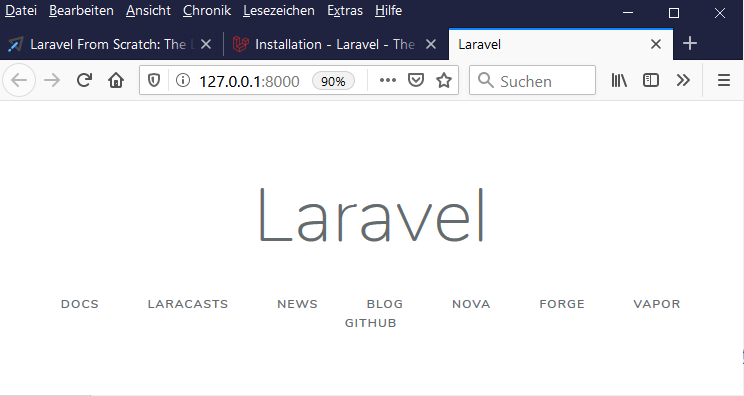 Datei Bearbeiten Ansicht Chronik Lesezeichen Extras Hilfe
Laravel From Scratch: The L Installation - Laravel - The Laravel
127.0.0.1:8000 90% Suchen
Laravel
DOCS LARACASTS NEWS BLOG NOVA FORGE VAPOR
GITHUB